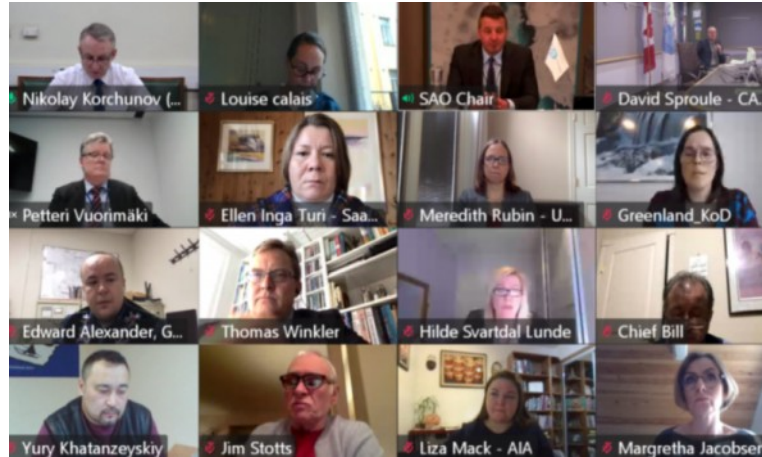 Nikolay Korchunov (...
Louise calais
SAO Chair
David Sproule - CA.
Petteri Vuorimäki
Ellen Inga Turi - Saa...
Meredith Rubin - U...
Greenland_KoD
Edward Alexander, G...
Thomas Winkler
Hilde Svartdal Lunde
Chief Bill
Yury Khatanzeyskiy
Jim Stotts
Liza Mack - AIA
Margretha Jacobsen